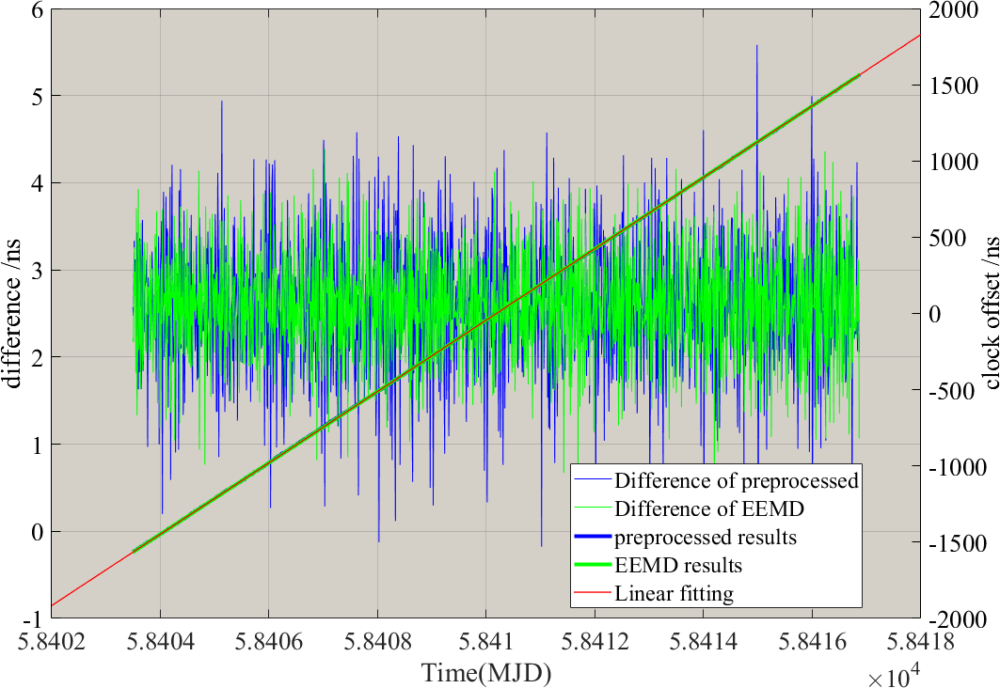 6
5
4
3
2
1
0
-1
difference /ns
2000
1500
1000
500
0
-500
-1000
-1500
-2000
clock offset /ns
Difference of preprocessed
Difference of EEMD
preprocessed results
EEMD results
Linear fitting
5.8402 5.8404 5.8406 5.8408 5.841 5.8412 5.8414 5.8416 5.8418
Time(MJD)
×10⁴